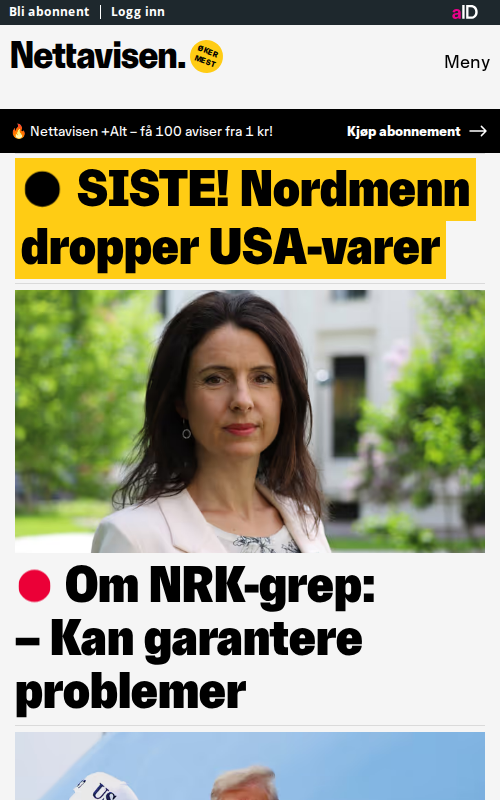 Bli abonnent | Logg inn
aID
Nettavisen.
ØKER
MEST
Meny
🔥 Nettavisen +Alt – få 100 aviser fra 1 kr!
Kjøp abonnement →
SISTE! Nordmenn
dropper USA-varer
Om NRK-grep:
– Kan garantere
problemer
US